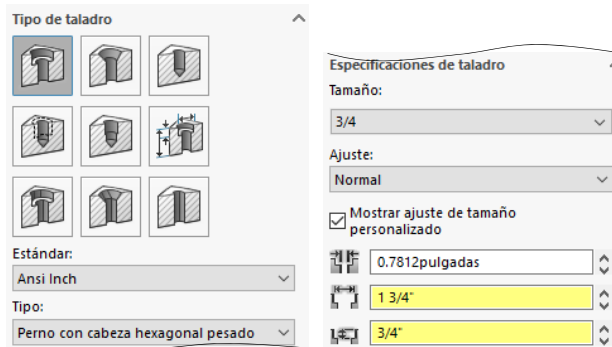 Tipo de taladro
Estándar:
Ansi Inch
Tipo:
Perno con cabeza hexagonal pesado
Especificaciones de taladro
Tamaño:
3/4
Ajuste:
Normal
Mostrar ajuste de tamaño
personalizado
0.7812pulgadas
1 3/4"
3/4"